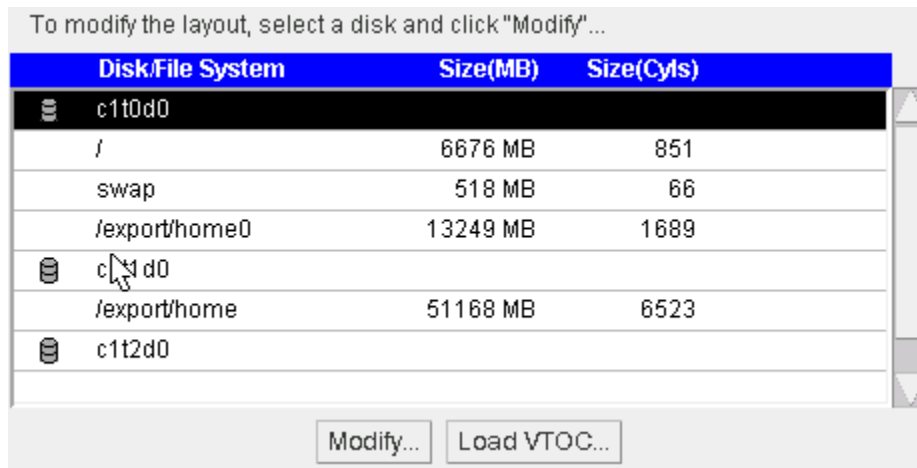 To modify the layout, select a disk and click "Modify"...
Disk/File System Size(MB) Size(Cyls)
c1t0d0
/ 6676 MB 851
swap 518 MB 66
/export/home0 13249 MB 1689
c1t1d0
/export/home 51168 MB 6523
c1t2d0
Modify... Load VTOC...